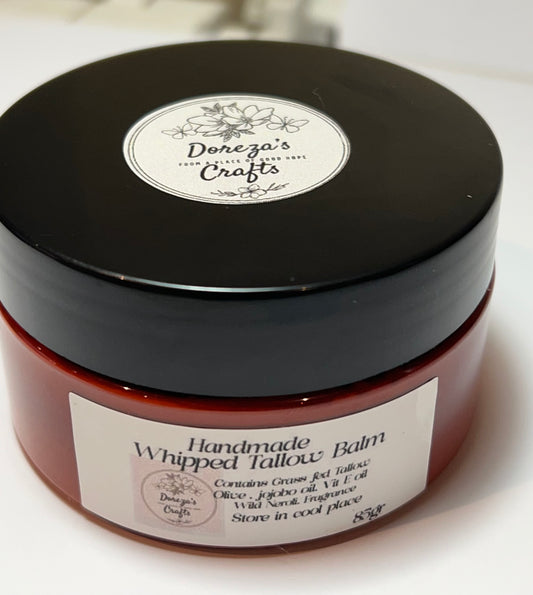 Doreza's
FROM A PLACE OF GOOD HOPE
Crafts
Handmade
Whipped Tallow Balm
Contains Grass fed Tallow
Olive . jojobo oil. Vit E oil
Wild Neroli. Fragrance
Store in cool place
85gr
Doreza's
Crafts